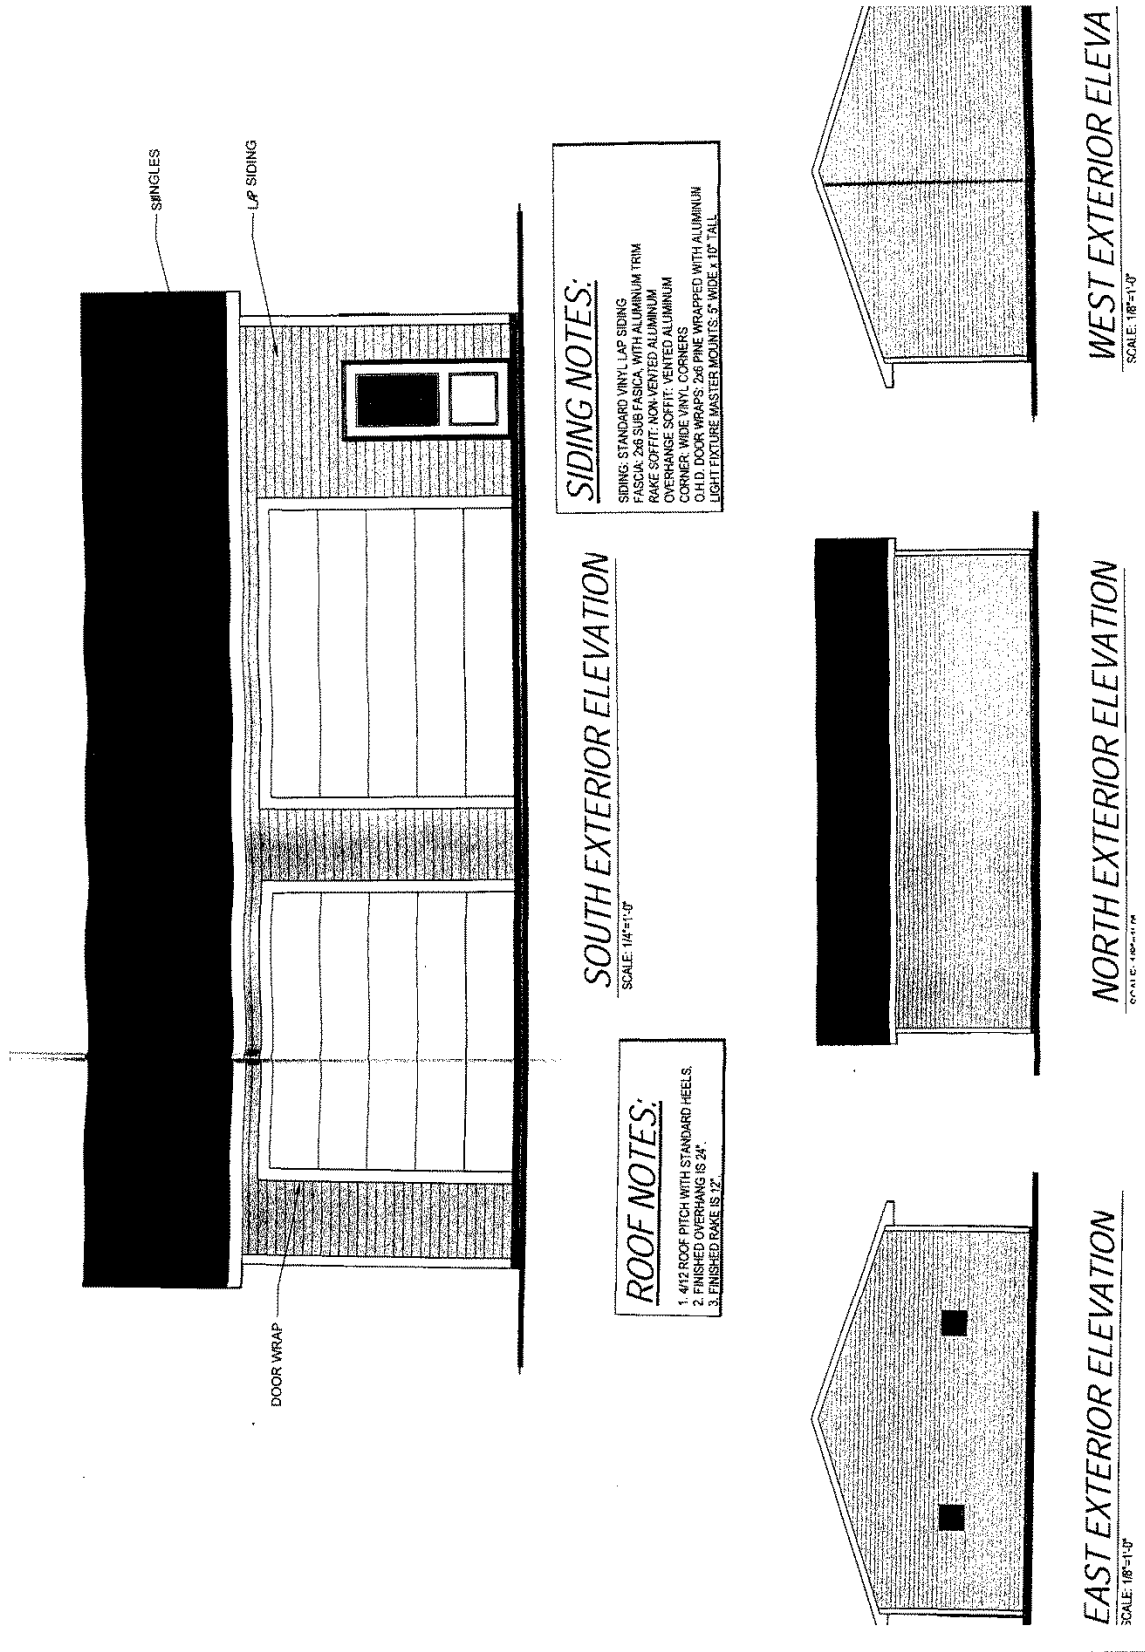 SHINGLES
LAP SIDING
DOOR WRAP
SOUTH EXTERIOR ELEVATION
SCALE: 1/4"=1'-0"
ROOF NOTES:
1. 4/12 ROOF PITCH WITH STANDARD HEELS.
2. FINISHED OVERHANG IS 24".
3. FINISHED RAKE IS 12".
SIDING NOTES:
SIDING: STANDARD VINYL LAP SIDING
FASCIA: 2x6 SUB FASICA, WITH ALUMINUM TRIM
RAKE SOFFIT: NON-VENTED ALUMINUM
OVERHANGE SOFFIT: VENTED ALUMINUM
CORNER: WIDE VINYL CORNERS
O.H.D. DOOR WRAPS: 2x6 PINE WRAPPED WITH ALUMINUM
LIGHT FIXTURE MASTER MOUNTS: 5" WIDE x 10" TALL
EAST EXTERIOR ELEVATION
SCALE: 1/8"=1'-0"
NORTH EXTERIOR ELEVATION
WEST EXTERIOR ELEVA
SCALE: 1/8"=1'-0"